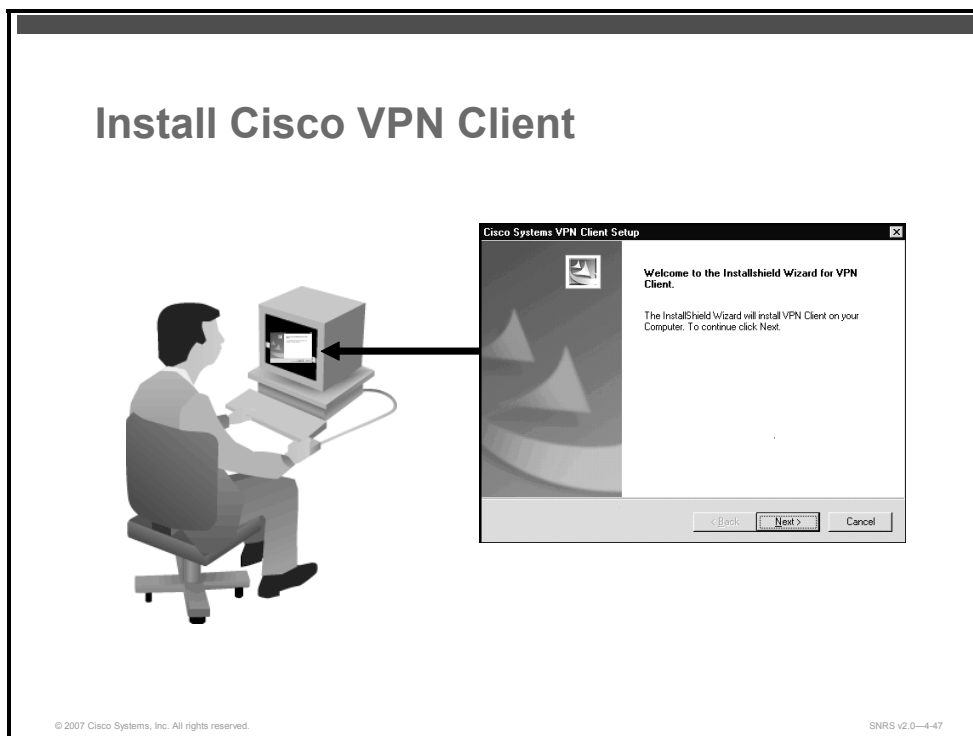 Install Cisco VPN Client
Cisco Systems VPN Client Setup
Welcome to the Installshield Wizard for VPN
Client.
The InstallShield Wizard will install VPN Client on your
Computer. To continue click Next.
< Back
Next >
Cancel
© 2007 Cisco Systems, Inc. All rights reserved.
SNRS v2.0—4-47